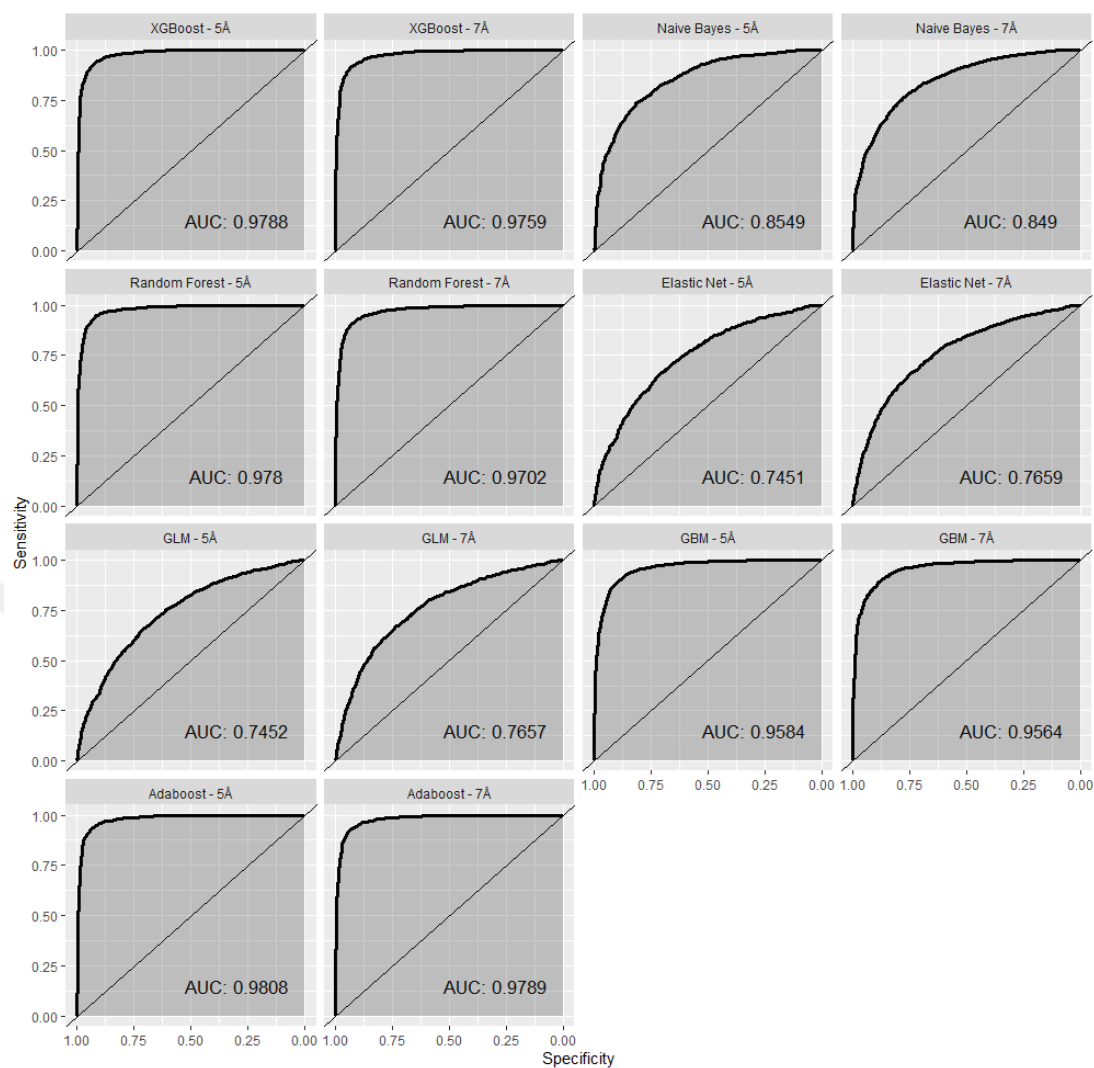 XGBoost - 5Å
XGBoost - 7Å
Naive Bayes - 5Å
Naive Bayes - 7Å
1.00
0.75
0.50
0.25
0.00
AUC: 0.9788
AUC: 0.9759
AUC: 0.8549
AUC: 0.849
Random Forest - 5Å
Random Forest - 7Å
Elastic Net - 5Å
Elastic Net - 7Å
1.00
0.75
0.50
0.25
0.00
AUC: 0.978
AUC: 0.9702
AUC: 0.7451
AUC: 0.7659
Sensitivity
GLM - 5Å
GLM - 7Å
GBM - 5Å
GBM - 7Å
1.00
0.75
0.50
0.25
0.00
AUC: 0.7452
AUC: 0.7657
AUC: 0.9584
AUC: 0.9564
1.00 0.75 0.50 0.25 0.00
1.00 0.75 0.50 0.25 0.00
Adaboost - 5Å
Adaboost - 7Å
1.00
0.75
0.50
0.25
0.00
AUC: 0.9808
AUC: 0.9789
1.00 0.75 0.50 0.25 0.00
1.00 0.75 0.50 0.25 0.00
Specificity